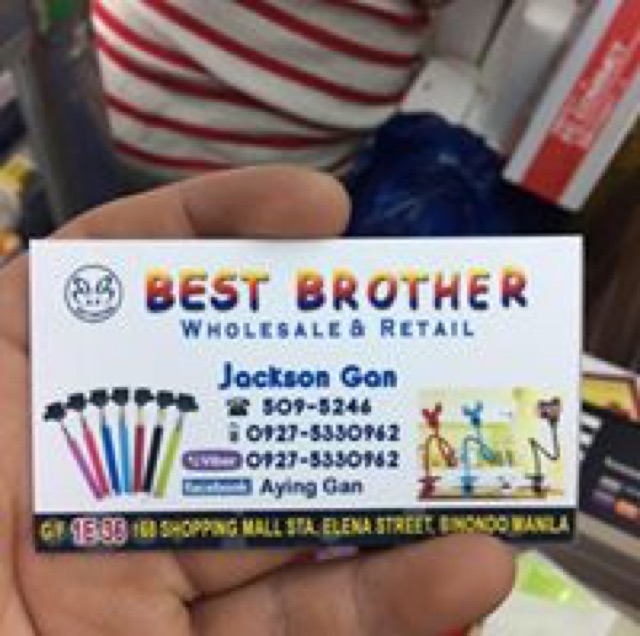 BEST BROTHER
WHOLESALE & RETAIL
Jackson Gan
509-5246
0927-5330962
Viber 0927-5330962
facebook Aying Gan
G/F 168 SHOPPING MALL STA. ELENA STREET, BINONDO MANILA